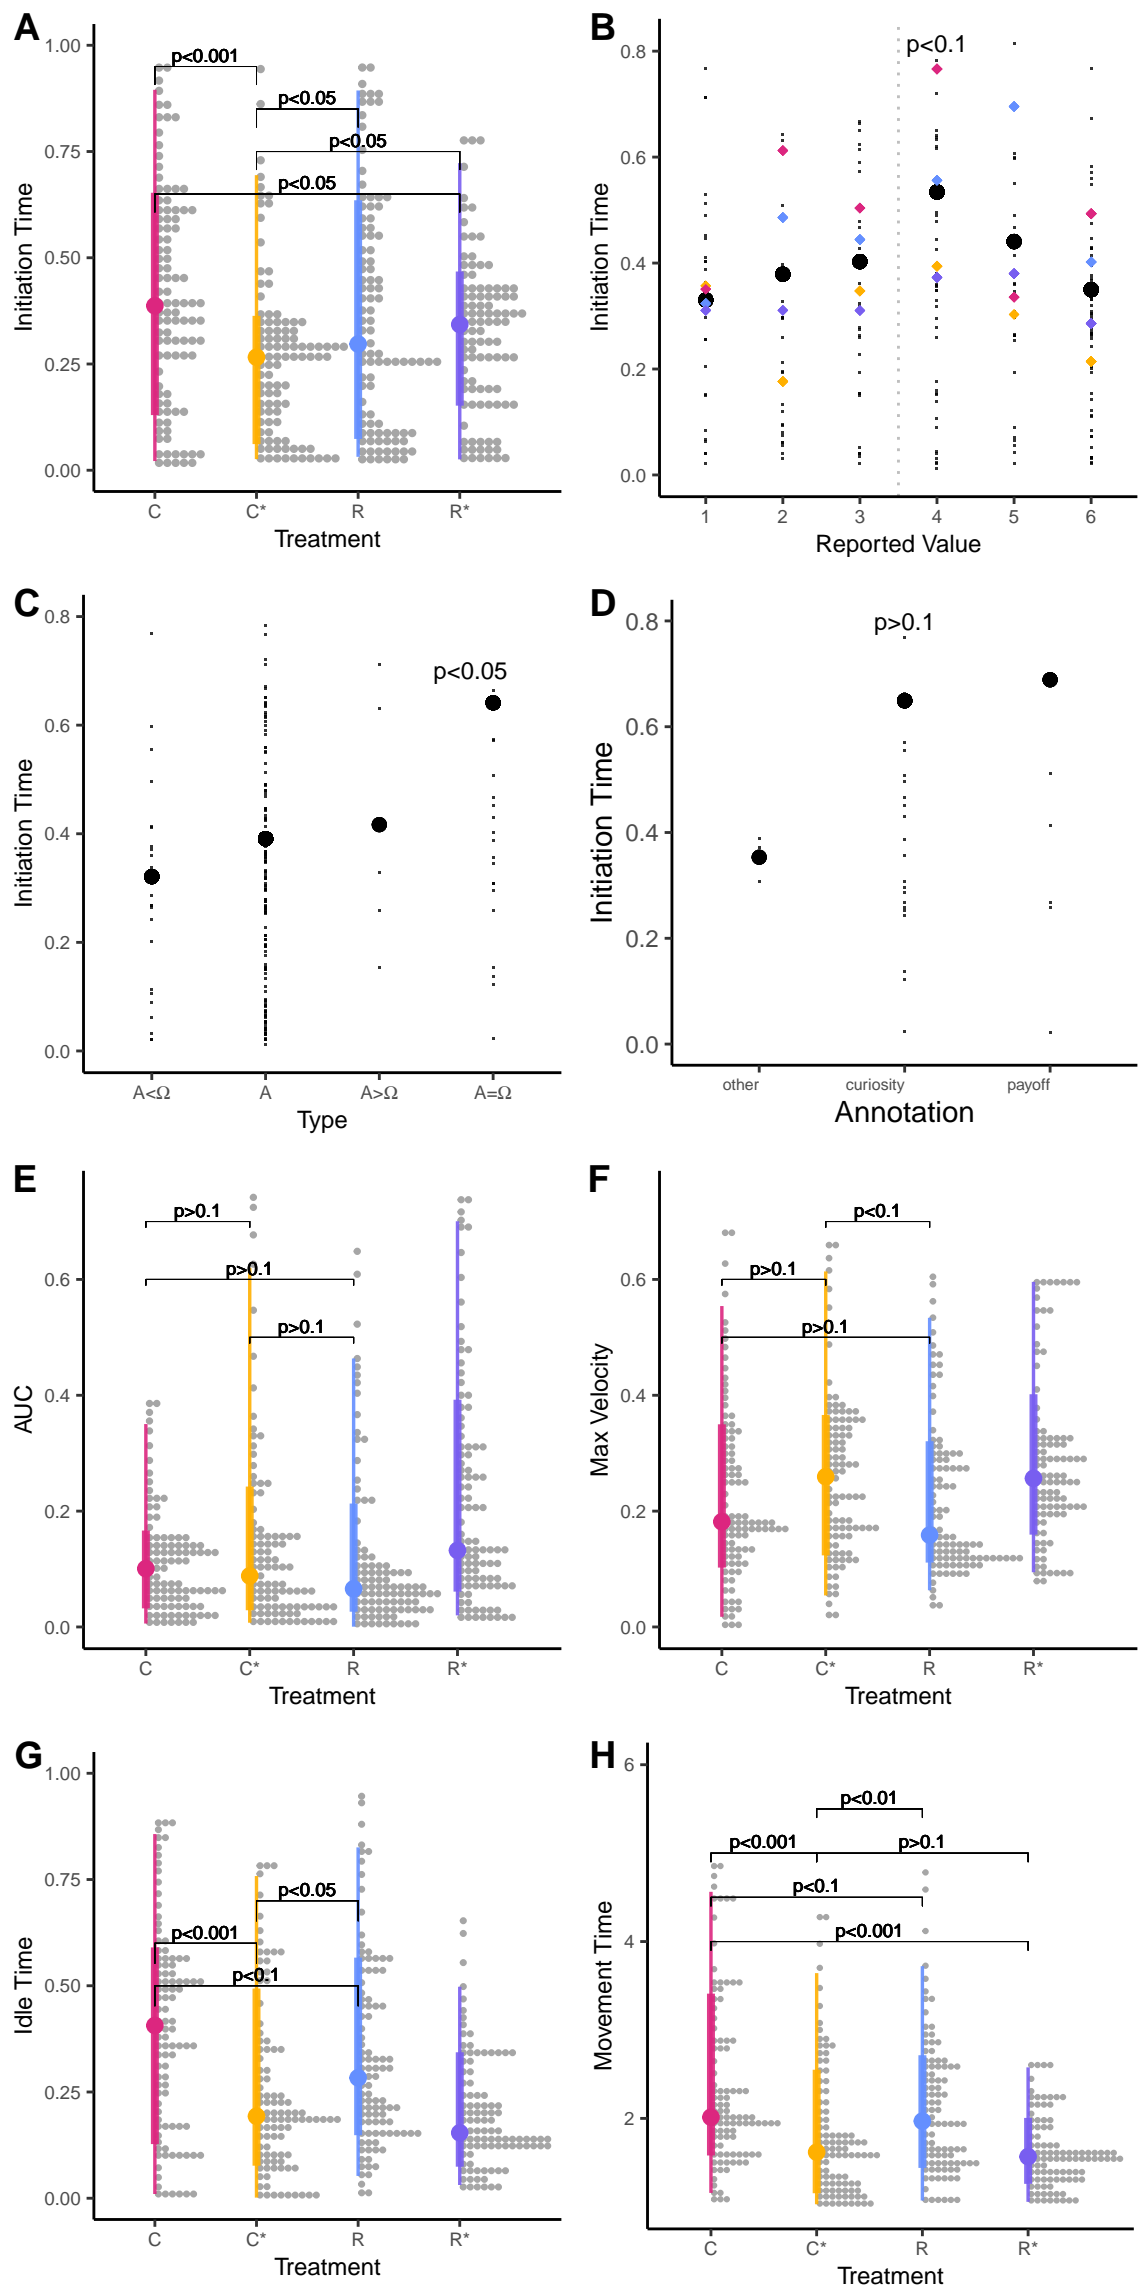 A
Initiation Time
1.00
0.75
0.50
0.25
0.00
p<0.001
p<0.05
p<0.05
p<0.05
C C* R R*
Treatment
B
Initiation Time
0.8
0.6
0.4
0.2
0.0
p<0.1
1 2 3 4 5 6
Reported Value
C
Initiation Time
0.8
0.6
0.4
0.2
0.0
p<0.05
A<Ω A A>Ω A=Ω
Type
D
Initiation Time
0.8
0.6
0.4
0.2
0.0
p>0.1
other curiosity payoff
Annotation
E
AUC
0.6
0.4
0.2
0.0
p>0.1
p>0.1
p>0.1
C C* R R*
Treatment
F
Max Velocity
0.6
0.4
0.2
0.0
p<0.1
p>0.1
p>0.1
C C* R R*
Treatment
G
Idle Time
1.00
0.75
0.50
0.25
0.00
p<0.05
p<0.001
p<0.1
C C* R R*
Treatment
H
Movement Time
6
4
2
p<0.01
p<0.001 p>0.1
p<0.1
p<0.001
C C* R R*
Treatment